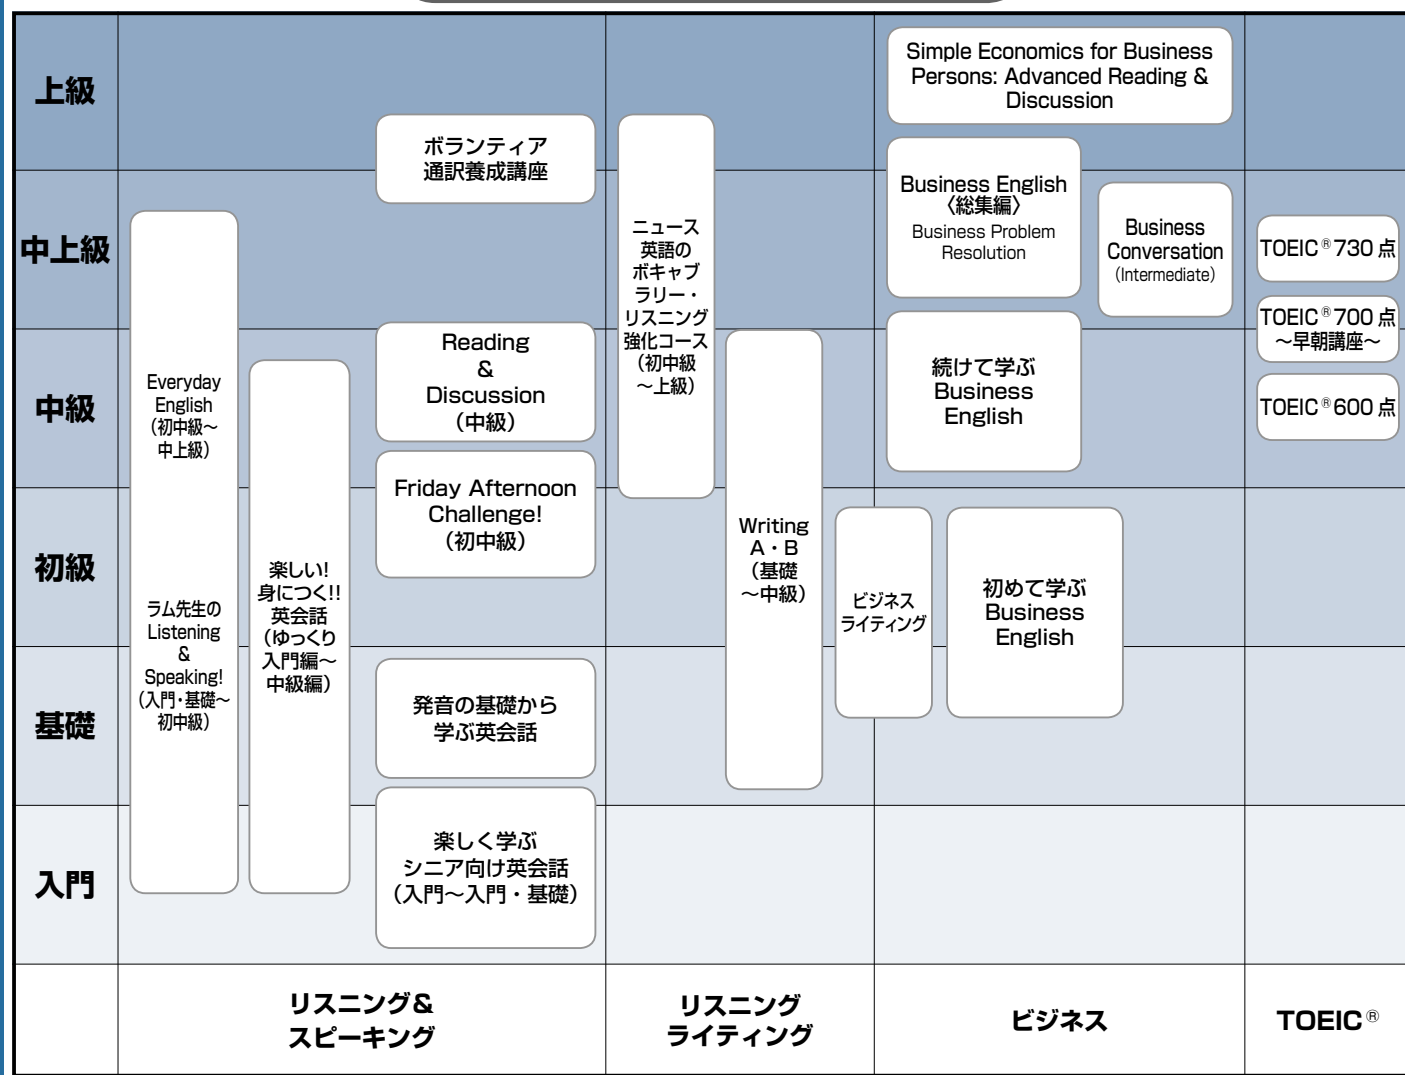 上級
中上級
中級
初級
基礎
入門
Everyday
English
(初中級～
中上級)
ラム先生の
Listening
&
Speaking!
(入門・基礎～
初中級)
楽しい!
身につく!!
英会話
(ゆっくり
入門編～
中級編)
ボランティア
通訳養成講座
Reading
&
Discussion
(中級)
Friday Afternoon
Challenge!
(初中級)
発音の基礎から
学ぶ英会話
楽しく学ぶ
シニア向け英会話
(入門～入門・基礎)
ニュース
英語の
ボキャブ
ラリー・
リスニング
強化コース
(初中級
～上級)
Writing
A・B
(基礎
～中級)
ビジネス
ライティング
Simple Economics for Business
Persons: Advanced Reading &
Discussion
Business English
〈総集編〉
Business Problem
Resolution
Business
Conversation
(Intermediate)
続けて学ぶ
Business
English
初めて学ぶ
Business
English
TOEIC®730点
TOEIC®700点
～早朝講座～
TOEIC®600点
リスニング&
スピーキング
リスニング
ライティング
ビジネス
TOEIC®